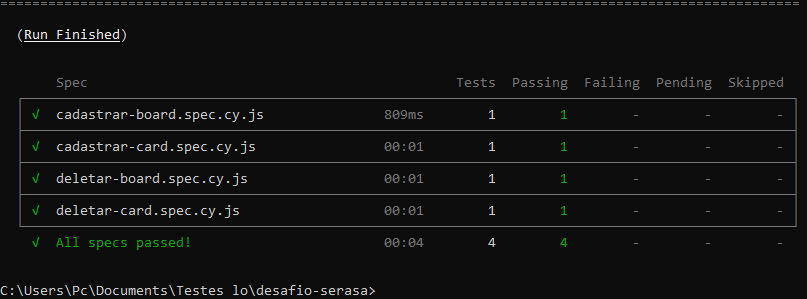 ================================================================================
(Run Finished)
Spec Tests Passing Failing Pending Skipped
√ cadastrar-board.spec.cy.js 809ms 1 1 - - -
√ cadastrar-card.spec.cy.js 00:01 1 1 - - -
√ deletar-board.spec.cy.js 00:01 1 1 - - -
√ deletar-card.spec.cy.js 00:01 1 1 - - -
√ All specs passed! 00:04 4 4 - - -
C:\Users\Pc\Documents\Testes lo\desafio-serasa>